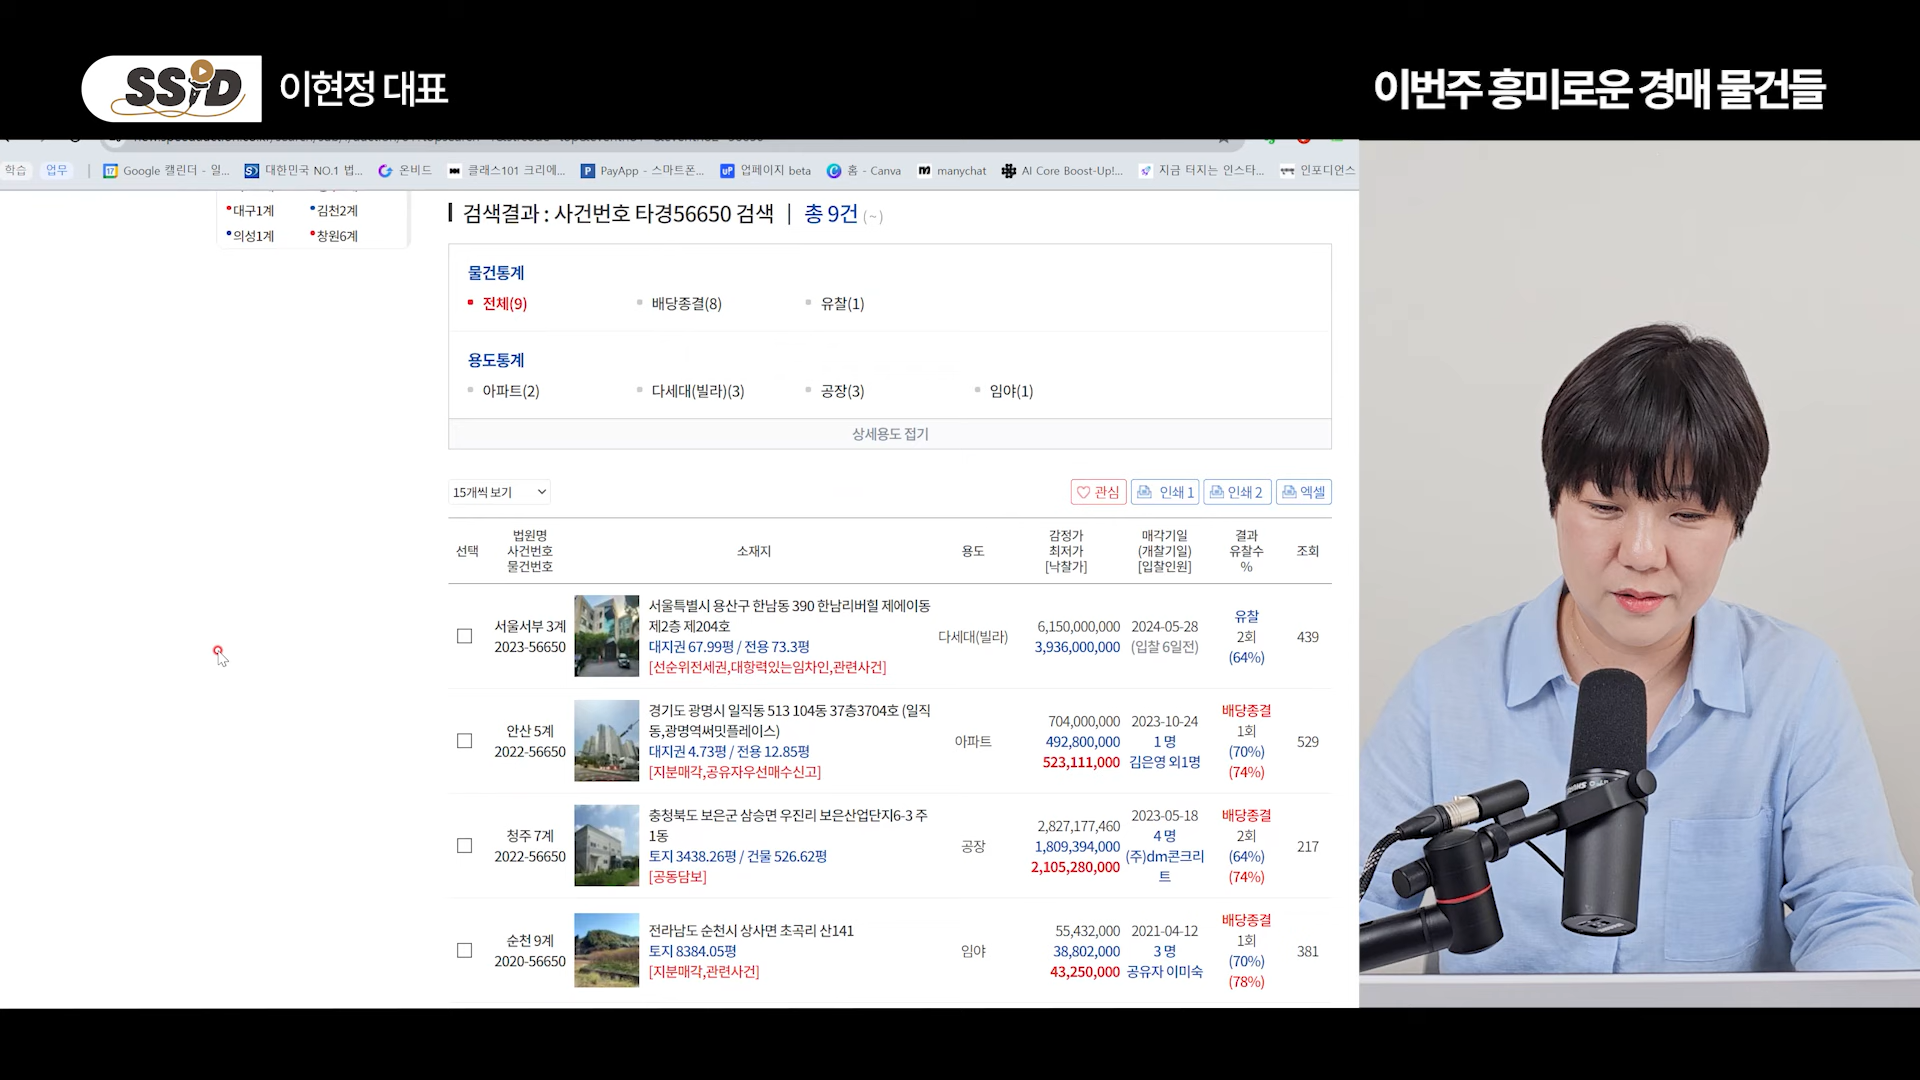 SSiD 이현정 대표
이번주 흥미로운 경매 물건들
학습 업무 | Google 캘린더 - 일... 대한민국 NO.1 법... 온비드 클래스101 크리에... PayApp - 스마트폰... 업페이지 beta 홈 - Canva manychat AI Core Boost-Up!... 지금 터지는 인스타... 인포디언스
대구1계 김천2계
의성1계 창원6계
검색결과 : 사건번호 타경56650 검색 | 총 9건 (~)
물건통계
전체(9) 배당종결(8) 유찰(1)
용도통계
아파트(2) 다세대(빌라)(3) 공장(3) 임야(1)
상세용도 접기
15개씩 보기 관심 인쇄 1 인쇄 2 엑셀
선택
법원명
사건번호
물건번호
소재지
용도
감정가
최저가
[낙찰가]
매각기일
(개찰기일)
[입찰인원]
결과
유찰수
%
조회
서울서부 3계
2023-56650
서울특별시 용산구 한남동 390 한남리버힐 제에이동
제2층 제204호
대지권 67.99평 / 전용 73.3평
[선순위전세권,대항력있는임차인,관련사건]
다세대(빌라)
6,150,000,000
3,936,000,000
2024-05-28
(입찰 6일전)
유찰
2회
(64%)
439
안산 5계
2022-56650
경기도 광명시 일직동 513 104동 37층3704호 (일직
동,광명역써밋플레이스)
대지권 4.73평 / 전용 12.85평
[지분매각,공유자우선매수신고]
아파트
704,000,000
492,800,000
523,111,000
2023-10-24
1 명
김은영 외1명
배당종결
1회
(70%)
(74%)
529
청주 7계
2022-56650
충청북도 보은군 삼승면 우진리 보은산업단지6-3 주
1동
토지 3438.26평 / 건물 526.62평
[공동담보]
공장
2,827,177,460
1,809,394,000
2,105,280,000
2023-05-18
4 명
(주)dm콘크리
트
배당종결
2회
(64%)
(74%)
217
순천 9계
2020-56650
전라남도 순천시 상사면 초곡리 산141
토지 8384.05평
[지분매각,관련사건]
임야
55,432,000
38,802,000
43,250,000
2021-04-12
3 명
공유자 이미숙
배당종결
1회
(70%)
(78%)
381